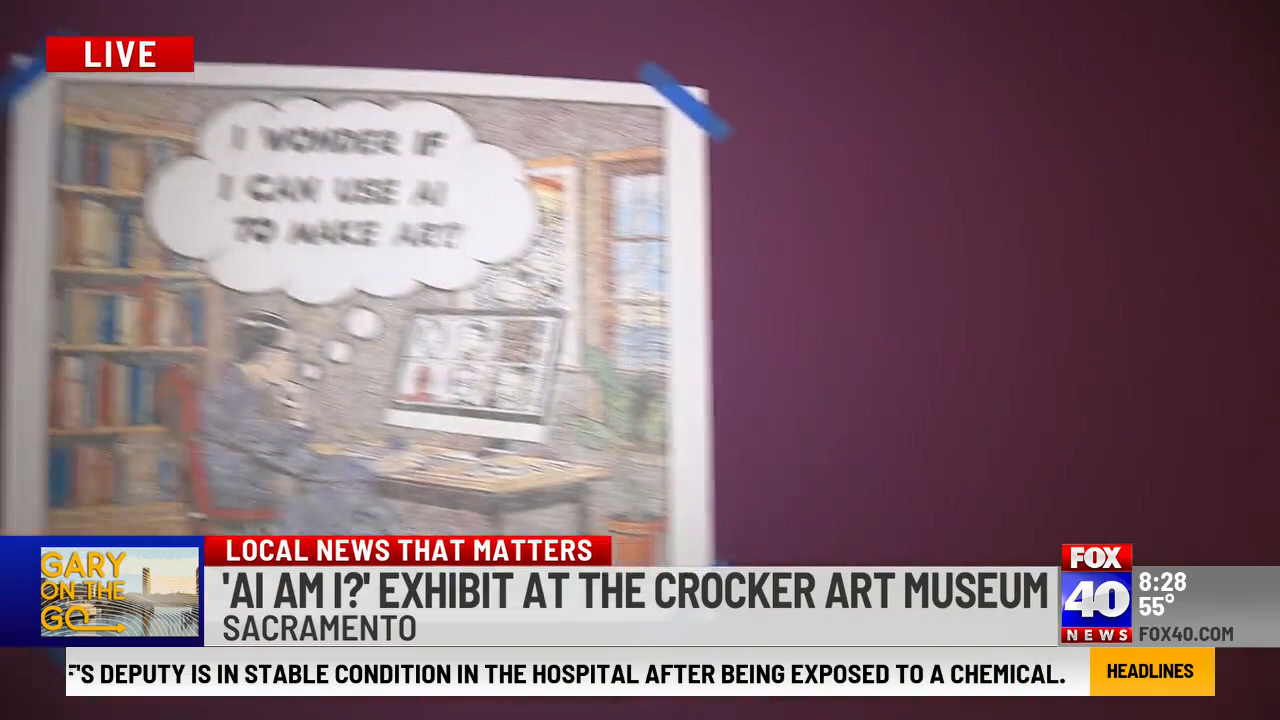 LIVE
I WONDER IF
I CAN USE AI
TO MAKE ART?
GARY
ON THE
GO
LOCAL NEWS THAT MATTERS
'AI AM I?' EXHIBIT AT THE CROCKER ART MUSEUM
SACRAMENTO
FOX
40
NEWS
8:28
55°
FOX40.COM
'S DEPUTY IS IN STABLE CONDITION IN THE HOSPITAL AFTER BEING EXPOSED TO A CHEMICAL.
HEADLINES